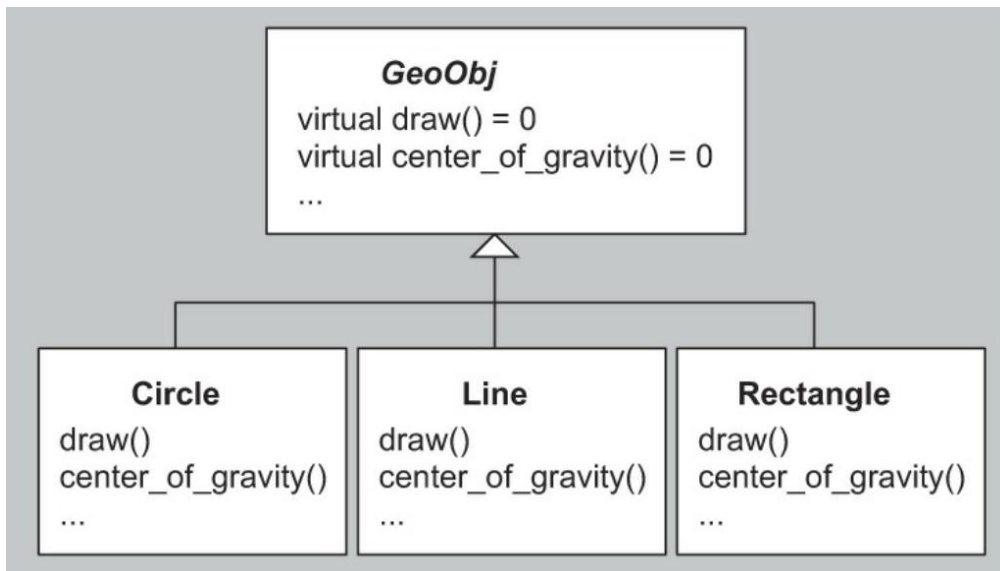 GeoObj
virtual draw() = 0
virtual center_of_gravity() = 0
...
Circle
draw()
center_of_gravity()
...
Line
draw()
center_of_gravity()
...
Rectangle
draw()
center_of_gravity()
...